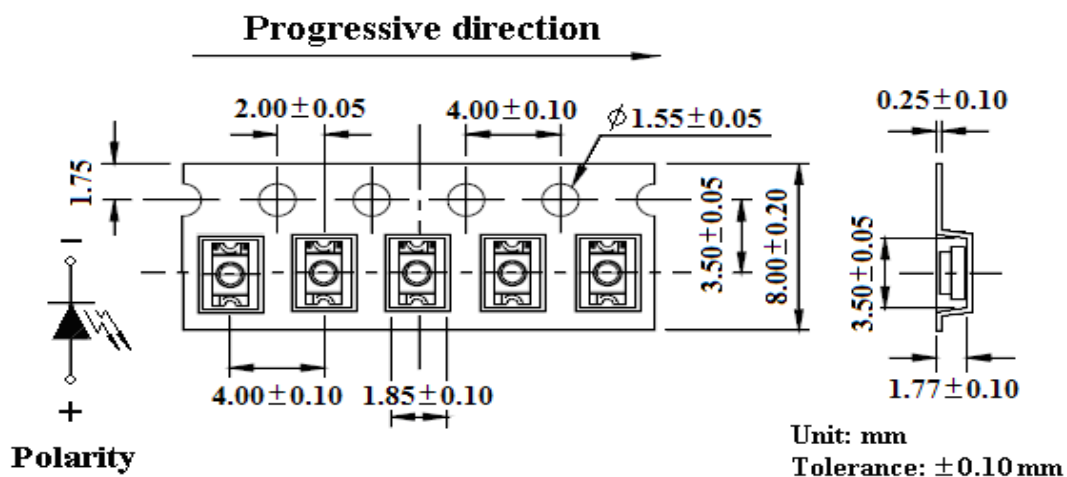 Progressive direction
2.00±0.05
4.00±0.10
ϕ1.55±0.05
0.25±0.10
1.75
3.50±0.05
8.00±0.20
3.50±0.05
−
+
4.00±0.10
1.85±0.10
1.77±0.10
Polarity
Unit: mm
Tolerance: ±0.10mm